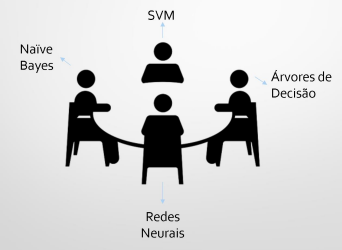 SVM
Naïve
Bayes
Árvores de
Decisão
Redes
Neurais